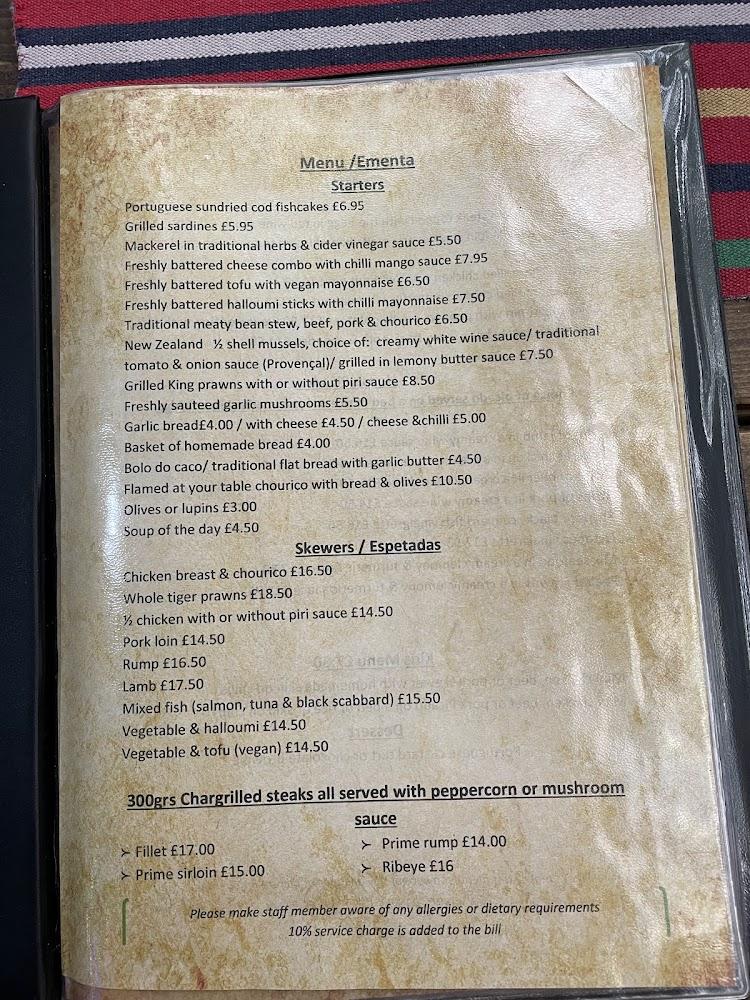 Menu /Ementa
Starters
Portuguese sundried cod fishcakes £6.95
Grilled sardines £5.95
Mackerel in traditional herbs & cider vinegar sauce £5.50
Freshly battered cheese combo with chilli mango sauce £7.95
Freshly battered tofu with vegan mayonnaise £6.50
Freshly battered halloumi sticks with chilli mayonnaise £7.50
Traditional meaty bean stew, beef, pork & chourico £6.50
New Zealand ½ shell mussels, choice of: creamy white wine sauce/ traditional
tomato & onion sauce (Provençal)/ grilled in lemony butter sauce £7.50
Grilled King prawns with or without piri sauce £8.50
Freshly sauteed garlic mushrooms £5.50
Garlic bread£4.00 / with cheese £4.50 / cheese &chilli £5.00
Basket of homemade bread £4.00
Bolo do caco/ traditional flat bread with garlic butter £4.50
Flamed at your table chourico with bread & olives £10.50
Olives or lupins £3.00
Soup of the day £4.50
Skewers / Espetadas
Chicken breast & chourico £16.50
Whole tiger prawns £18.50
½ chicken with or without piri sauce £14.50
Pork loin £14.50
Rump £16.50
Lamb £17.50
Mixed fish (salmon, tuna & black scabbard) £15.50
Vegetable & halloumi £14.50
Vegetable & tofu (vegan) £14.50
300grs Chargrilled steaks all served with peppercorn or mushroom
sauce
➢ Fillet £17.00
➢ Prime sirloin £15.00
➢ Prime rump £14.00
➢ Ribeye £16
Please make staff member aware of any allergies or dietary requirements
10% service charge is added to the bill